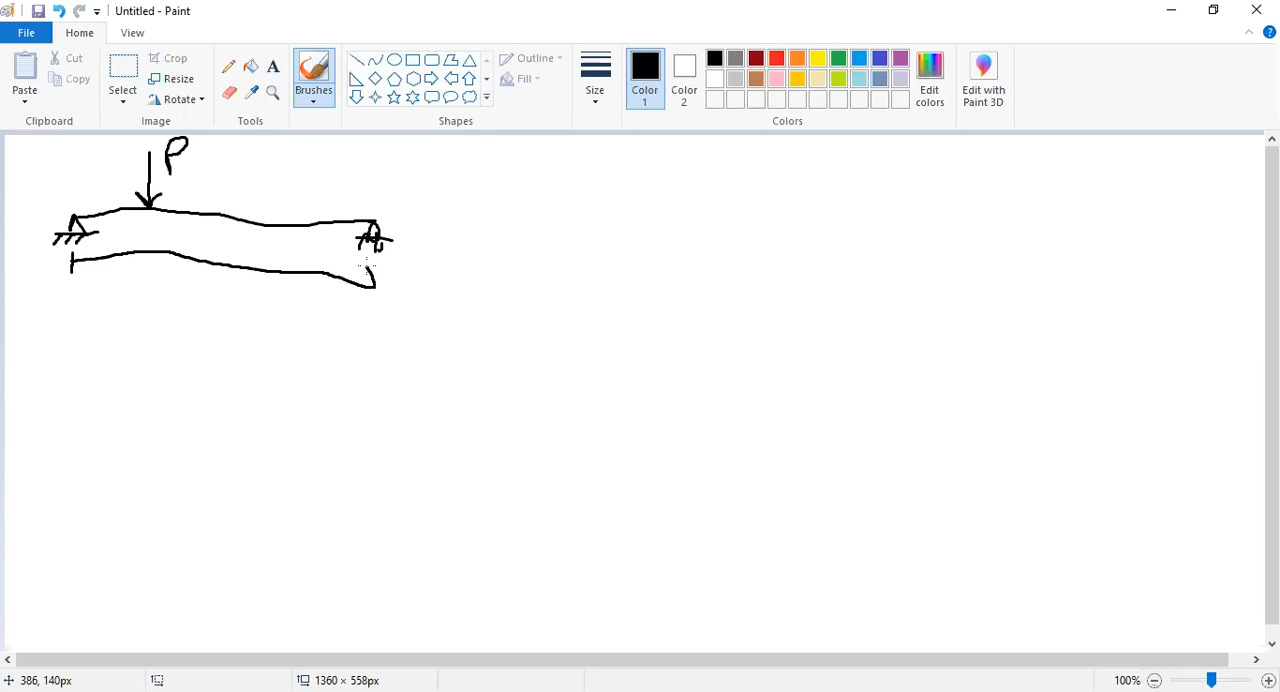 Untitled - Paint
File Home View
Cut Crop Outline
Paste Copy Select Resize Brushes Fill Size Color 1 Color 2 Edit colors Edit with Paint 3D
Rotate
Clipboard Image Tools Shapes Colors
P
386, 140px 1360 × 558px 100%